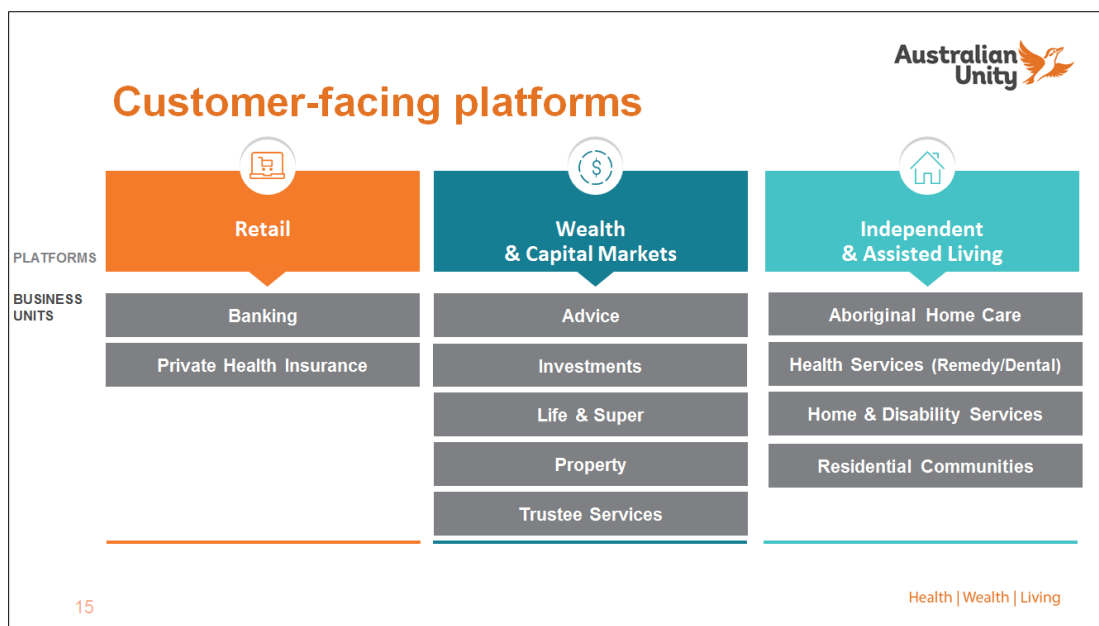 Australian
Unity
Customer-facing platforms
$
PLATFORMS
Retail
Wealth
& Capital Markets
Independent
& Assisted Living
BUSINESS
UNITS
Banking
Private Health Insurance
Advice
Investments
Life & Super
Property
Trustee Services
Aboriginal Home Care
Health Services (Remedy/Dental)
Home & Disability Services
Residential Communities
15
Health | Wealth | Living